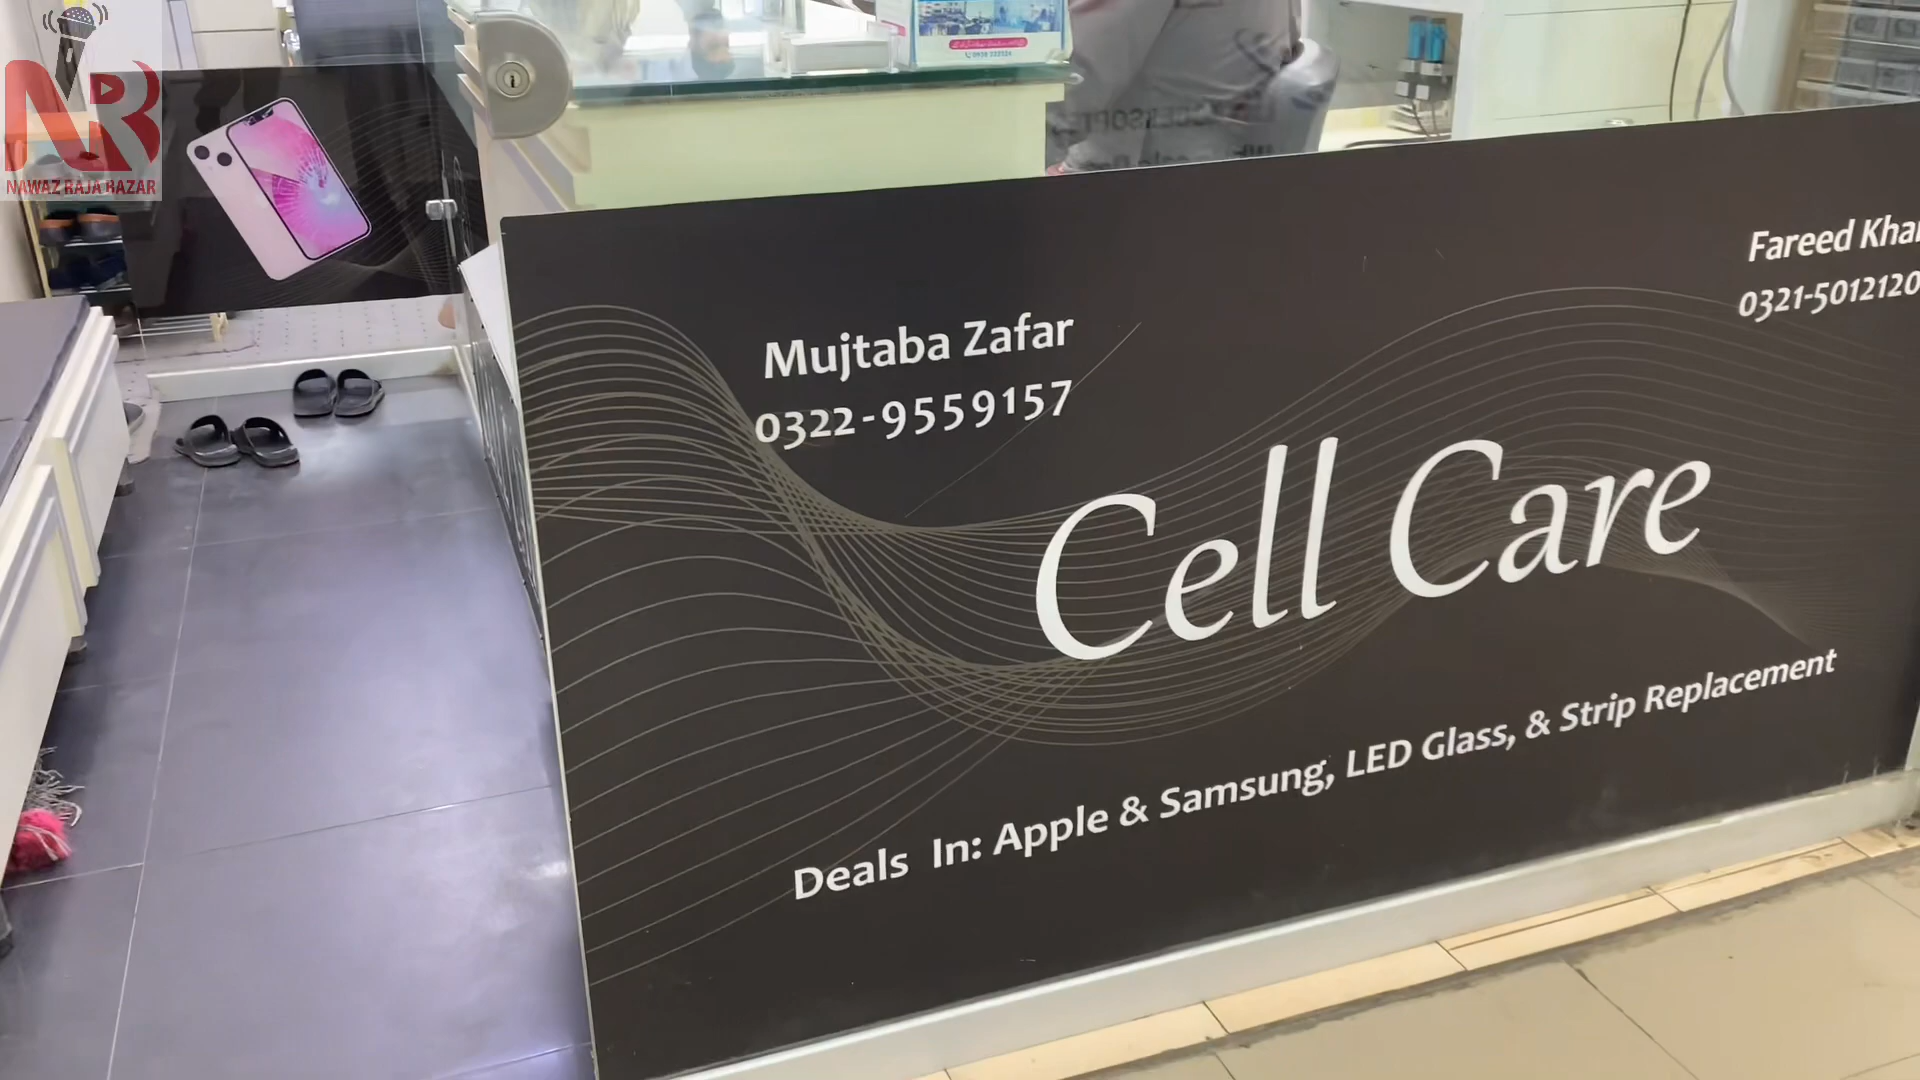 NAWAZ RAJA BAZAR
Mujtaba Zafar
0322-9559157
Fareed Khan
0321-5012120
Cell Care
Deals In: Apple & Samsung, LED Glass, & Strip Replacement